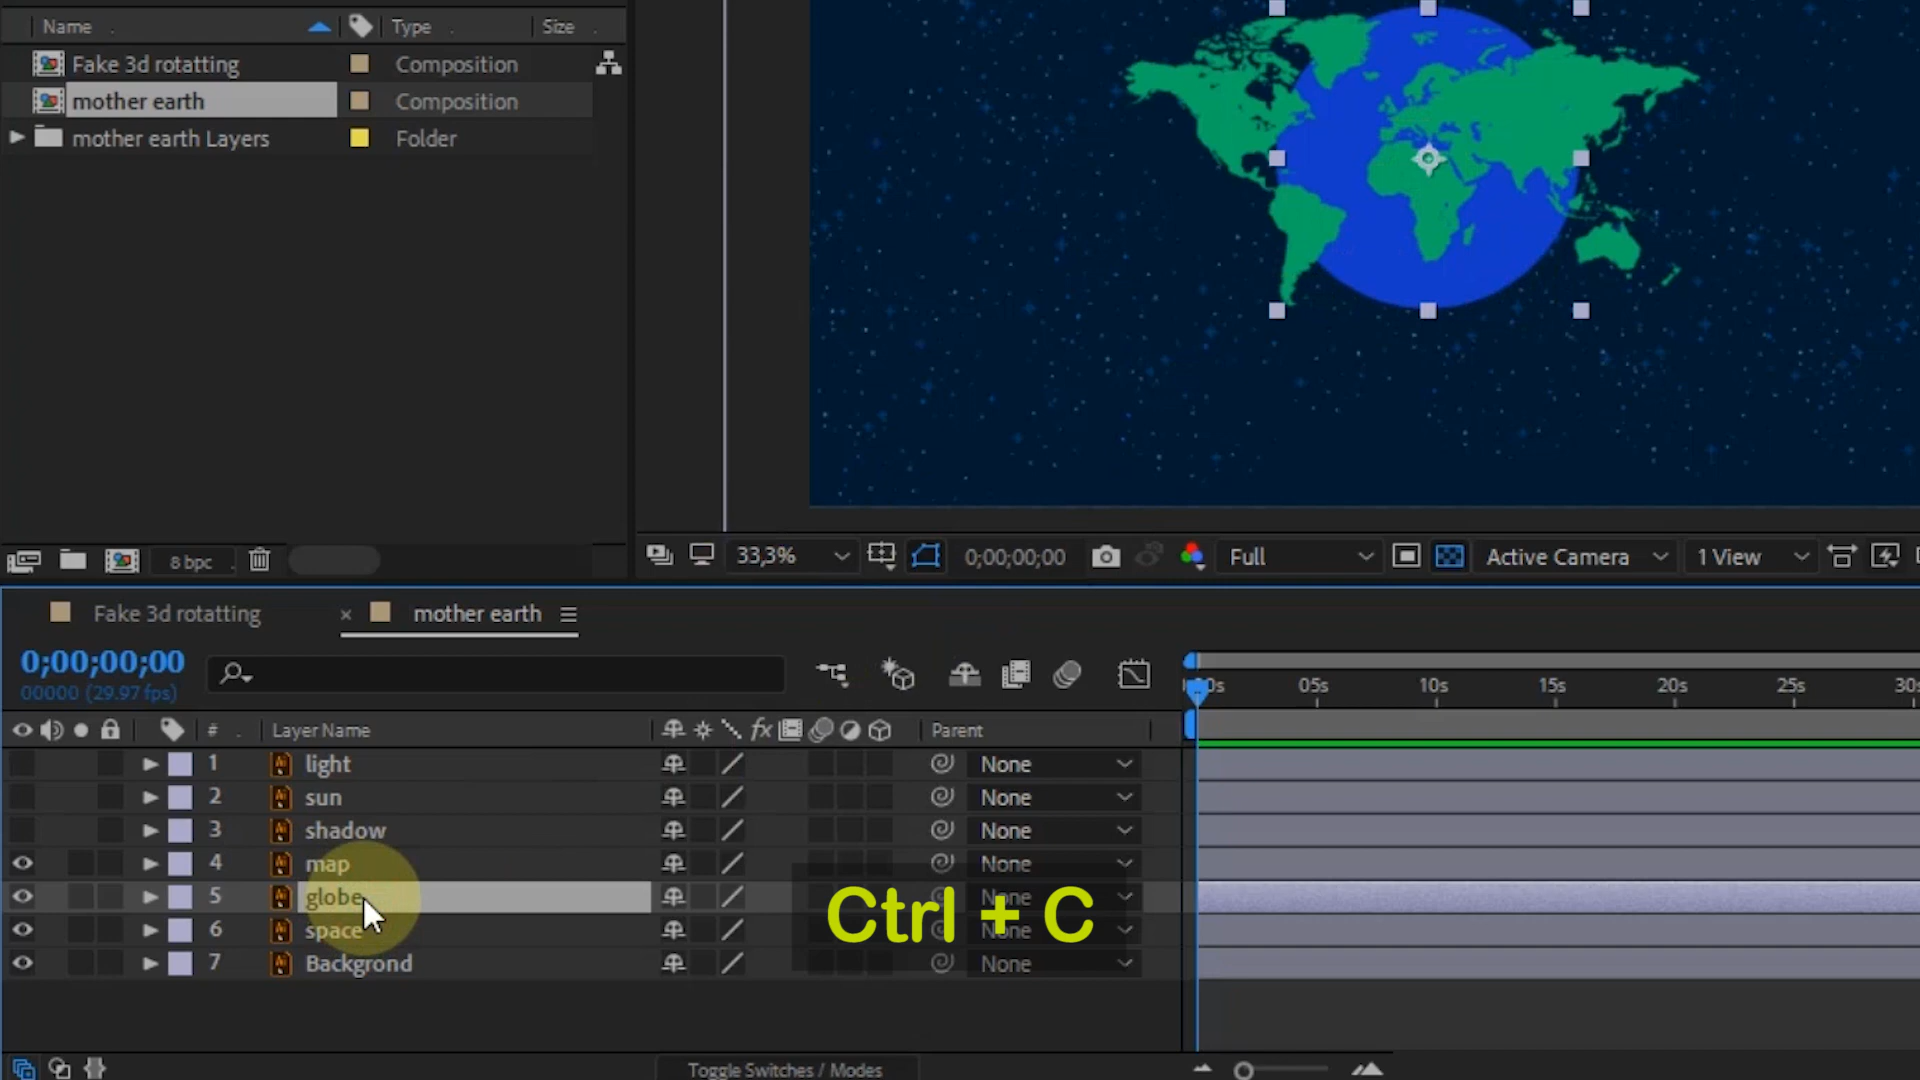 Name Type Size
Fake 3d rotatting Composition
mother earth Composition
mother earth Layers Folder
8 bpc
33,3% 0;00;00;00 Full Active Camera 1 View
Fake 3d rotatting × mother earth
0;00;00;00
00000 (29.97 fps)
05s 10s 15s 20s 25s
# Layer Name fx Parent
1 light None
2 sun None
3 shadow None
4 map None
5 globe None
6 space None
7 Backgrond None
Ctrl + C
Toggle Switches / Modes